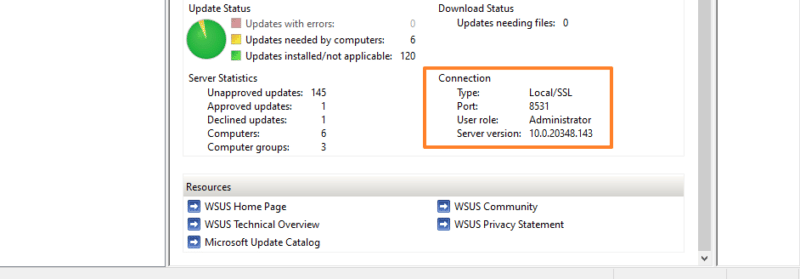 Update Status
Updates with errors: 0
Updates needed by computers: 6
Updates installed/not applicable: 120
Download Status
Updates needing files: 0
Server Statistics
Unapproved updates: 145
Approved updates: 1
Declined updates: 1
Computers: 6
Computer groups: 3
Connection
Type: Local/SSL
Port: 8531
User role: Administrator
Server version: 10.0.20348.143
Resources
WSUS Home Page
WSUS Technical Overview
Microsoft Update Catalog
WSUS Community
WSUS Privacy Statement